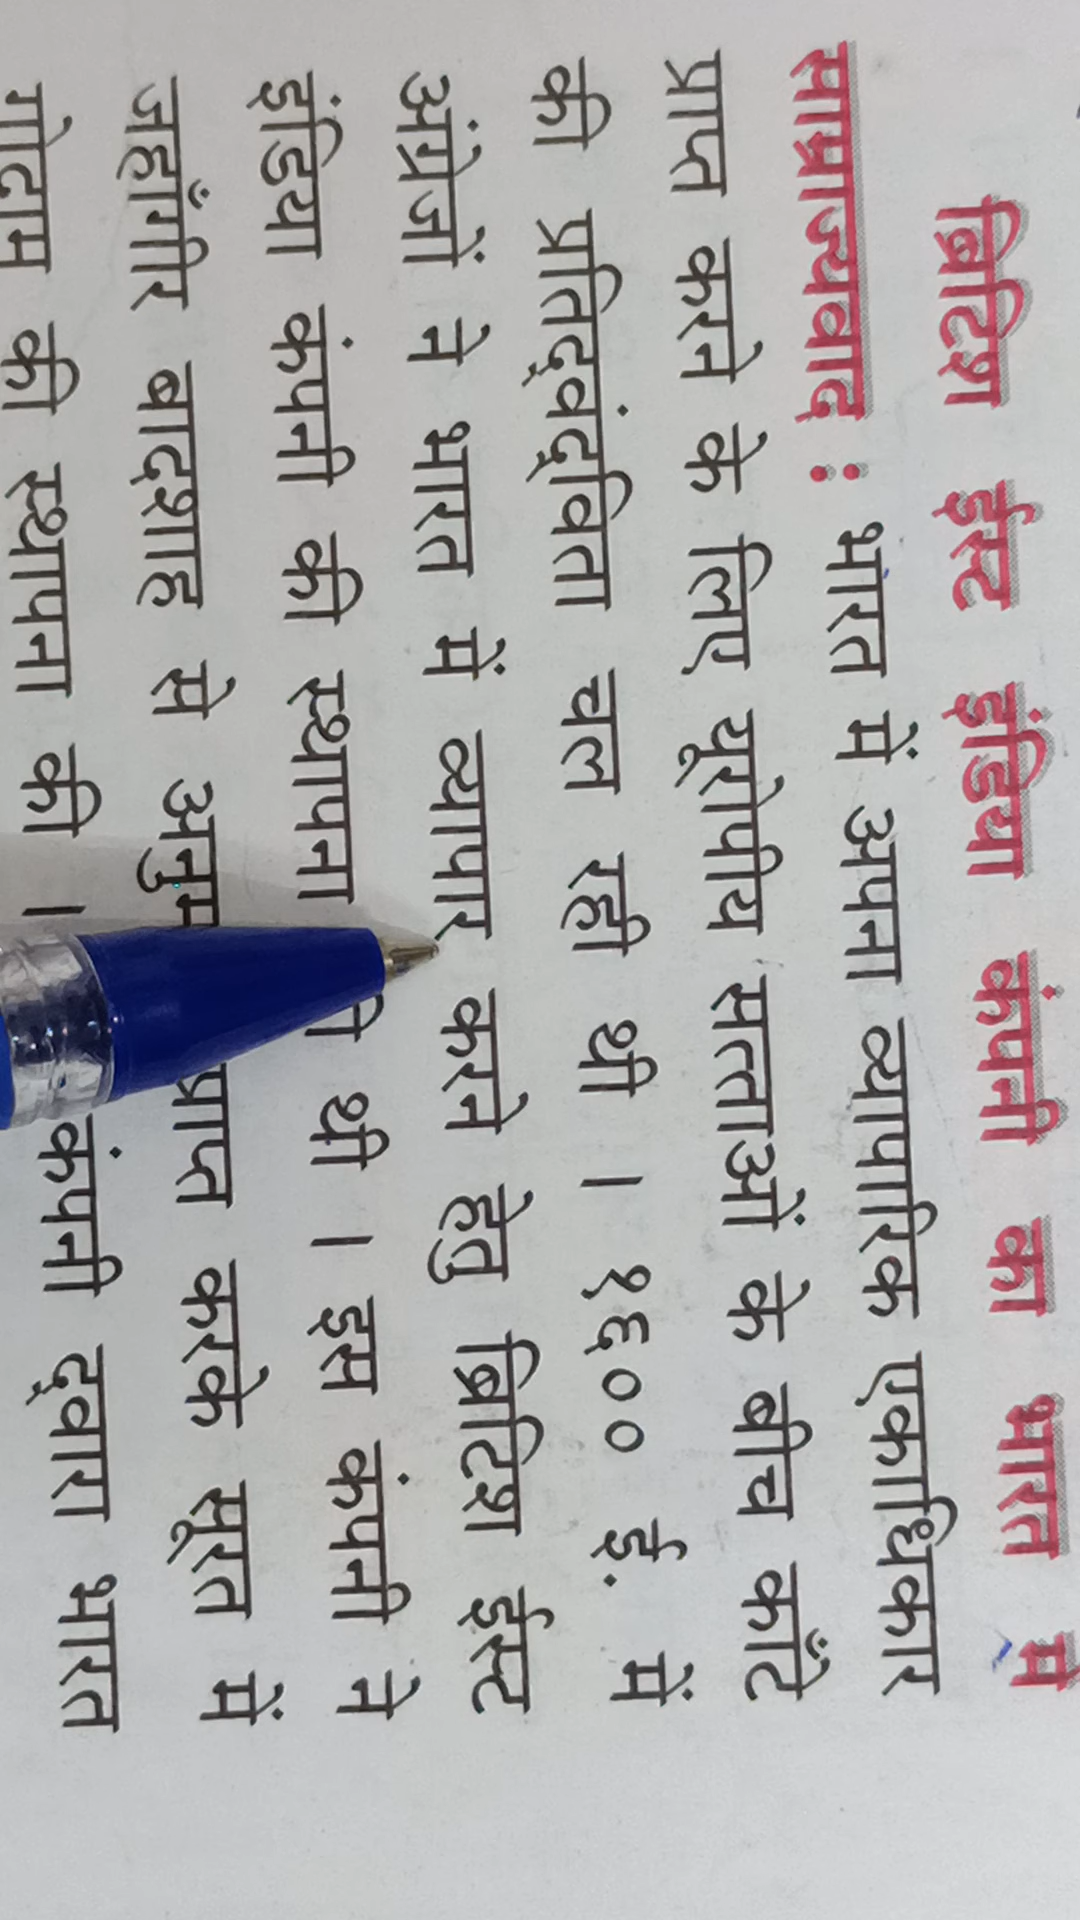 ब्रिटिश ईस्ट इंडिया कंपनी का भारत में
साम्राज्यवाद : भारत में अपना व्यापारिक एकाधिकार
प्राप्त करने के लिए यूरोपीय सत्ताओं के बीच काँटे
की प्रतिद्वंद्विता चल रही थी । १६०० ई. में
अंग्रेजों ने भारत में व्यापार करने हेतु ब्रिटिश ईस्ट
इंडिया कंपनी की स्थापना थी । इस कंपनी ने
जहाँगीर बादशाह से प्राप्त करके सूरत में
गोदाम की स्थापना की । कंपनी द्वारा भारत